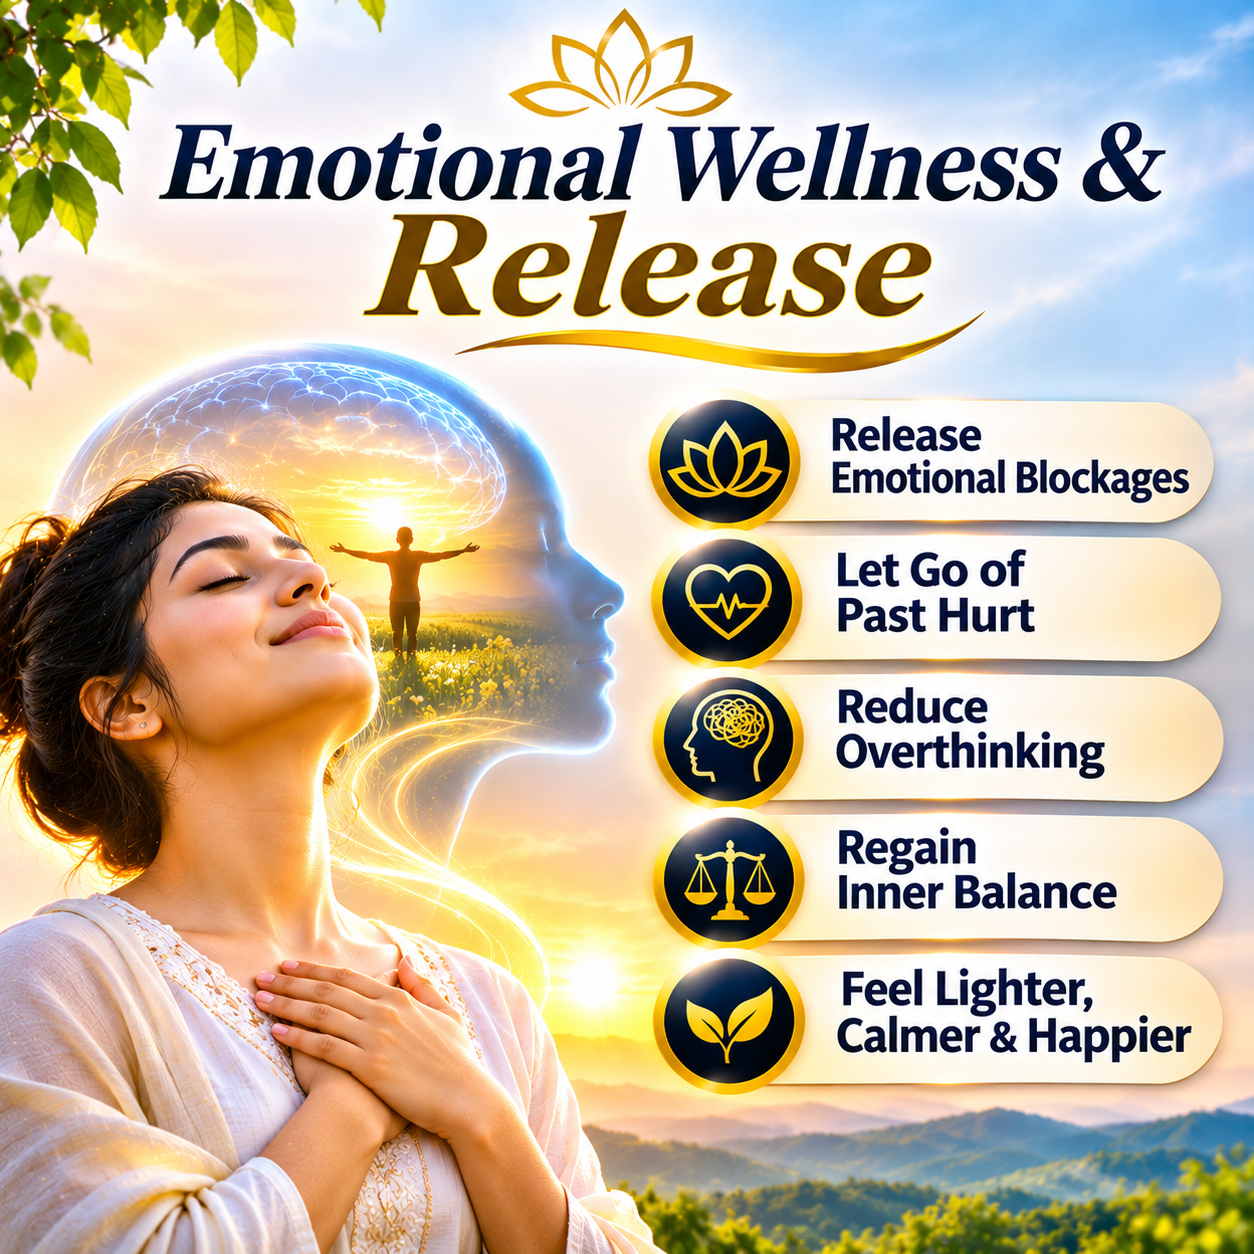 Emotional Wellness &
Release
Release
Emotional Blockages
Let Go of
Past Hurt
Reduce
Overthinking
Regain
Inner Balance
Feel Lighter,
Calmer & Happier